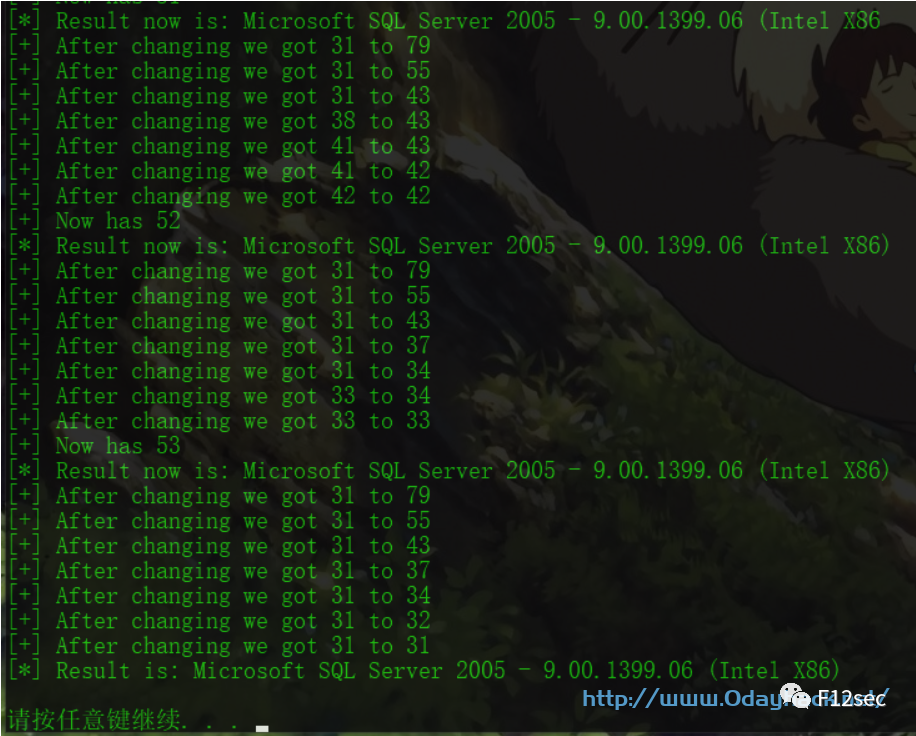 [*] Result now is: Microsoft SQL Server 2005 - 9.00.1399.06 (Intel X86
[+] After changing we got 31 to 79
[+] After changing we got 31 to 55
[+] After changing we got 31 to 43
[+] After changing we got 38 to 43
[+] After changing we got 41 to 43
[+] After changing we got 41 to 42
[+] After changing we got 42 to 42
[+] Now has 52
[*] Result now is: Microsoft SQL Server 2005 - 9.00.1399.06 (Intel X86)
[+] After changing we got 31 to 79
[+] After changing we got 31 to 55
[+] After changing we got 31 to 43
[+] After changing we got 31 to 37
[+] After changing we got 31 to 34
[+] After changing we got 33 to 34
[+] After changing we got 33 to 33
[+] Now has 53
[*] Result now is: Microsoft SQL Server 2005 - 9.00.1399.06 (Intel X86)
[+] After changing we got 31 to 79
[+] After changing we got 31 to 55
[+] After changing we got 31 to 43
[+] After changing we got 31 to 37
[+] After changing we got 31 to 34
[+] After changing we got 31 to 32
[+] After changing we got 31 to 31
[*] Result is: Microsoft SQL Server 2005 - 9.00.1399.06 (Intel X86)
F12sec
请按任意键继续. . .